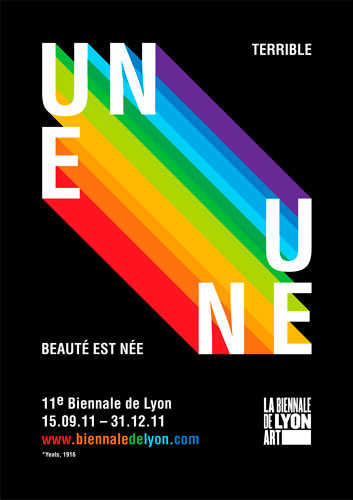 UN
E
TERRIBLE
U
NE
BEAUTÉ EST NÉE
11e Biennale de Lyon
15.09.11 – 31.12.11
www.biennaledelyon.com
*Yeats, 1916
LA BIENNALE
DE LYON
ART